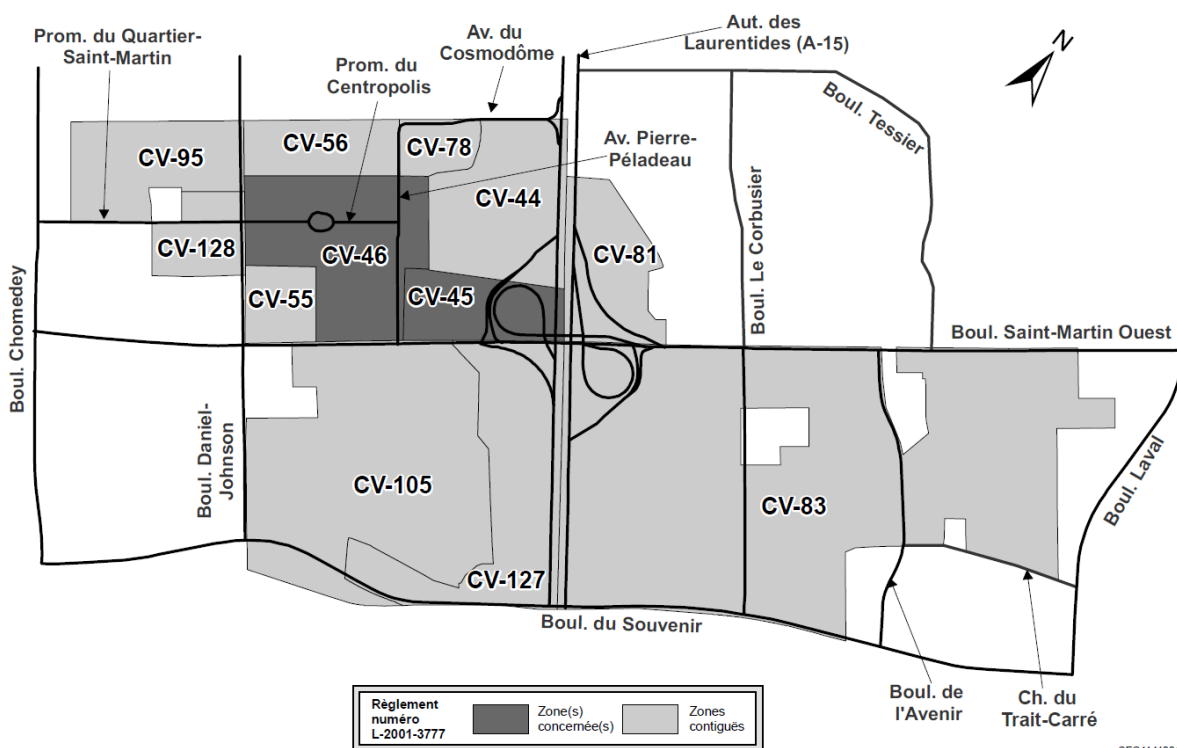 Prom. du Quartier-
Saint-Martin
Prom. du
Centropolis
Av. du
Cosmodôme
Aut. des
Laurentides (A-15)
N
Boul. Tessier
Av. Pierre-
Péladeau
CV-95
CV-56
CV-78
CV-44
CV-128
CV-46
CV-81
CV-55
CV-45
Boul. Chomedey
Boul. Le Corbusier
Boul. Saint-Martin Ouest
Boul. Daniel-
Johnson
CV-105
CV-83
Boul. Laval
CV-127
Boul. du Souvenir
Boul. de
l'Avenir
Ch. du
Trait-Carré
Règlement
numéro
L-2001-3777
Zone(s)
concernée(s)
Zones
contiguës